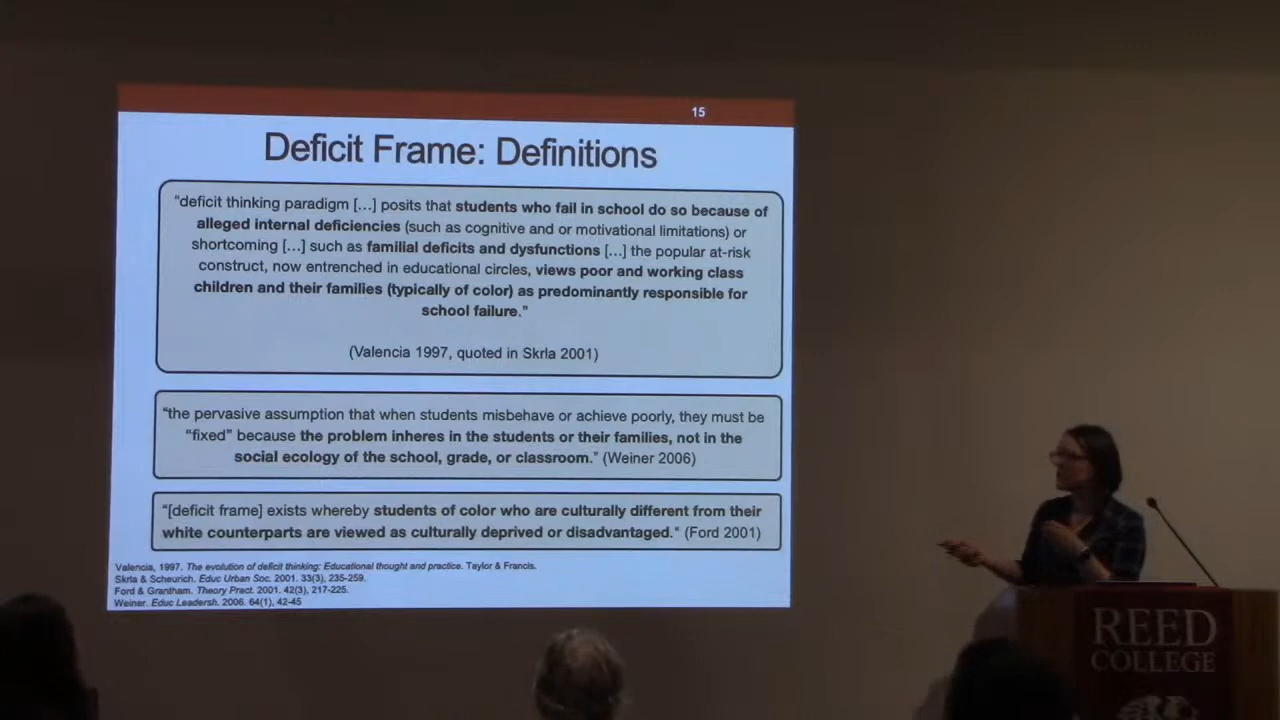 15
Deficit Frame: Definitions
“deficit thinking paradigm [...] posits that students who fail in school do so because of
alleged internal deficiencies (such as cognitive and or motivational limitations) or
shortcoming [...] such as familial deficits and dysfunctions [...] the popular at-risk
construct, now entrenched in educational circles, views poor and working class
children and their families (typically of color) as predominantly responsible for
school failure.”
(Valencia 1997, quoted in Skrla 2001)
“the pervasive assumption that when students misbehave or achieve poorly, they must be
“fixed” because the problem inheres in the students or their families, not in the
social ecology of the school, grade, or classroom.” (Weiner 2006)
“[deficit frame] exists whereby students of color who are culturally different from their
white counterparts are viewed as culturally deprived or disadvantaged.” (Ford 2001)
Valencia, 1997. The evolution of deficit thinking: Educational thought and practice. Taylor & Francis.
Skrla & Scheurich. Educ Urban Soc. 2001. 33(3), 235-259.
Ford & Grantham. Theory Pract. 2001. 42(3), 217-225.
Weiner. Educ Leadersh. 2006. 64(1), 42-45
REED
COLLEGE